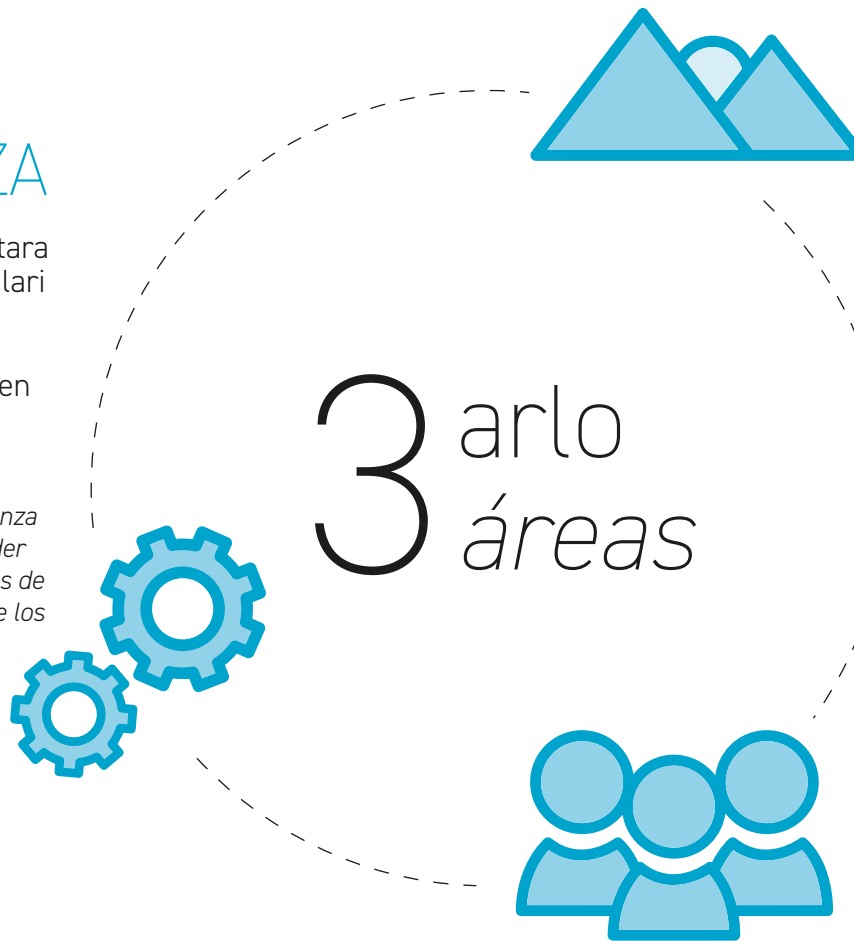 ZA
tara
lari
en
nza
der
s de
e los
3 arlo
áreas